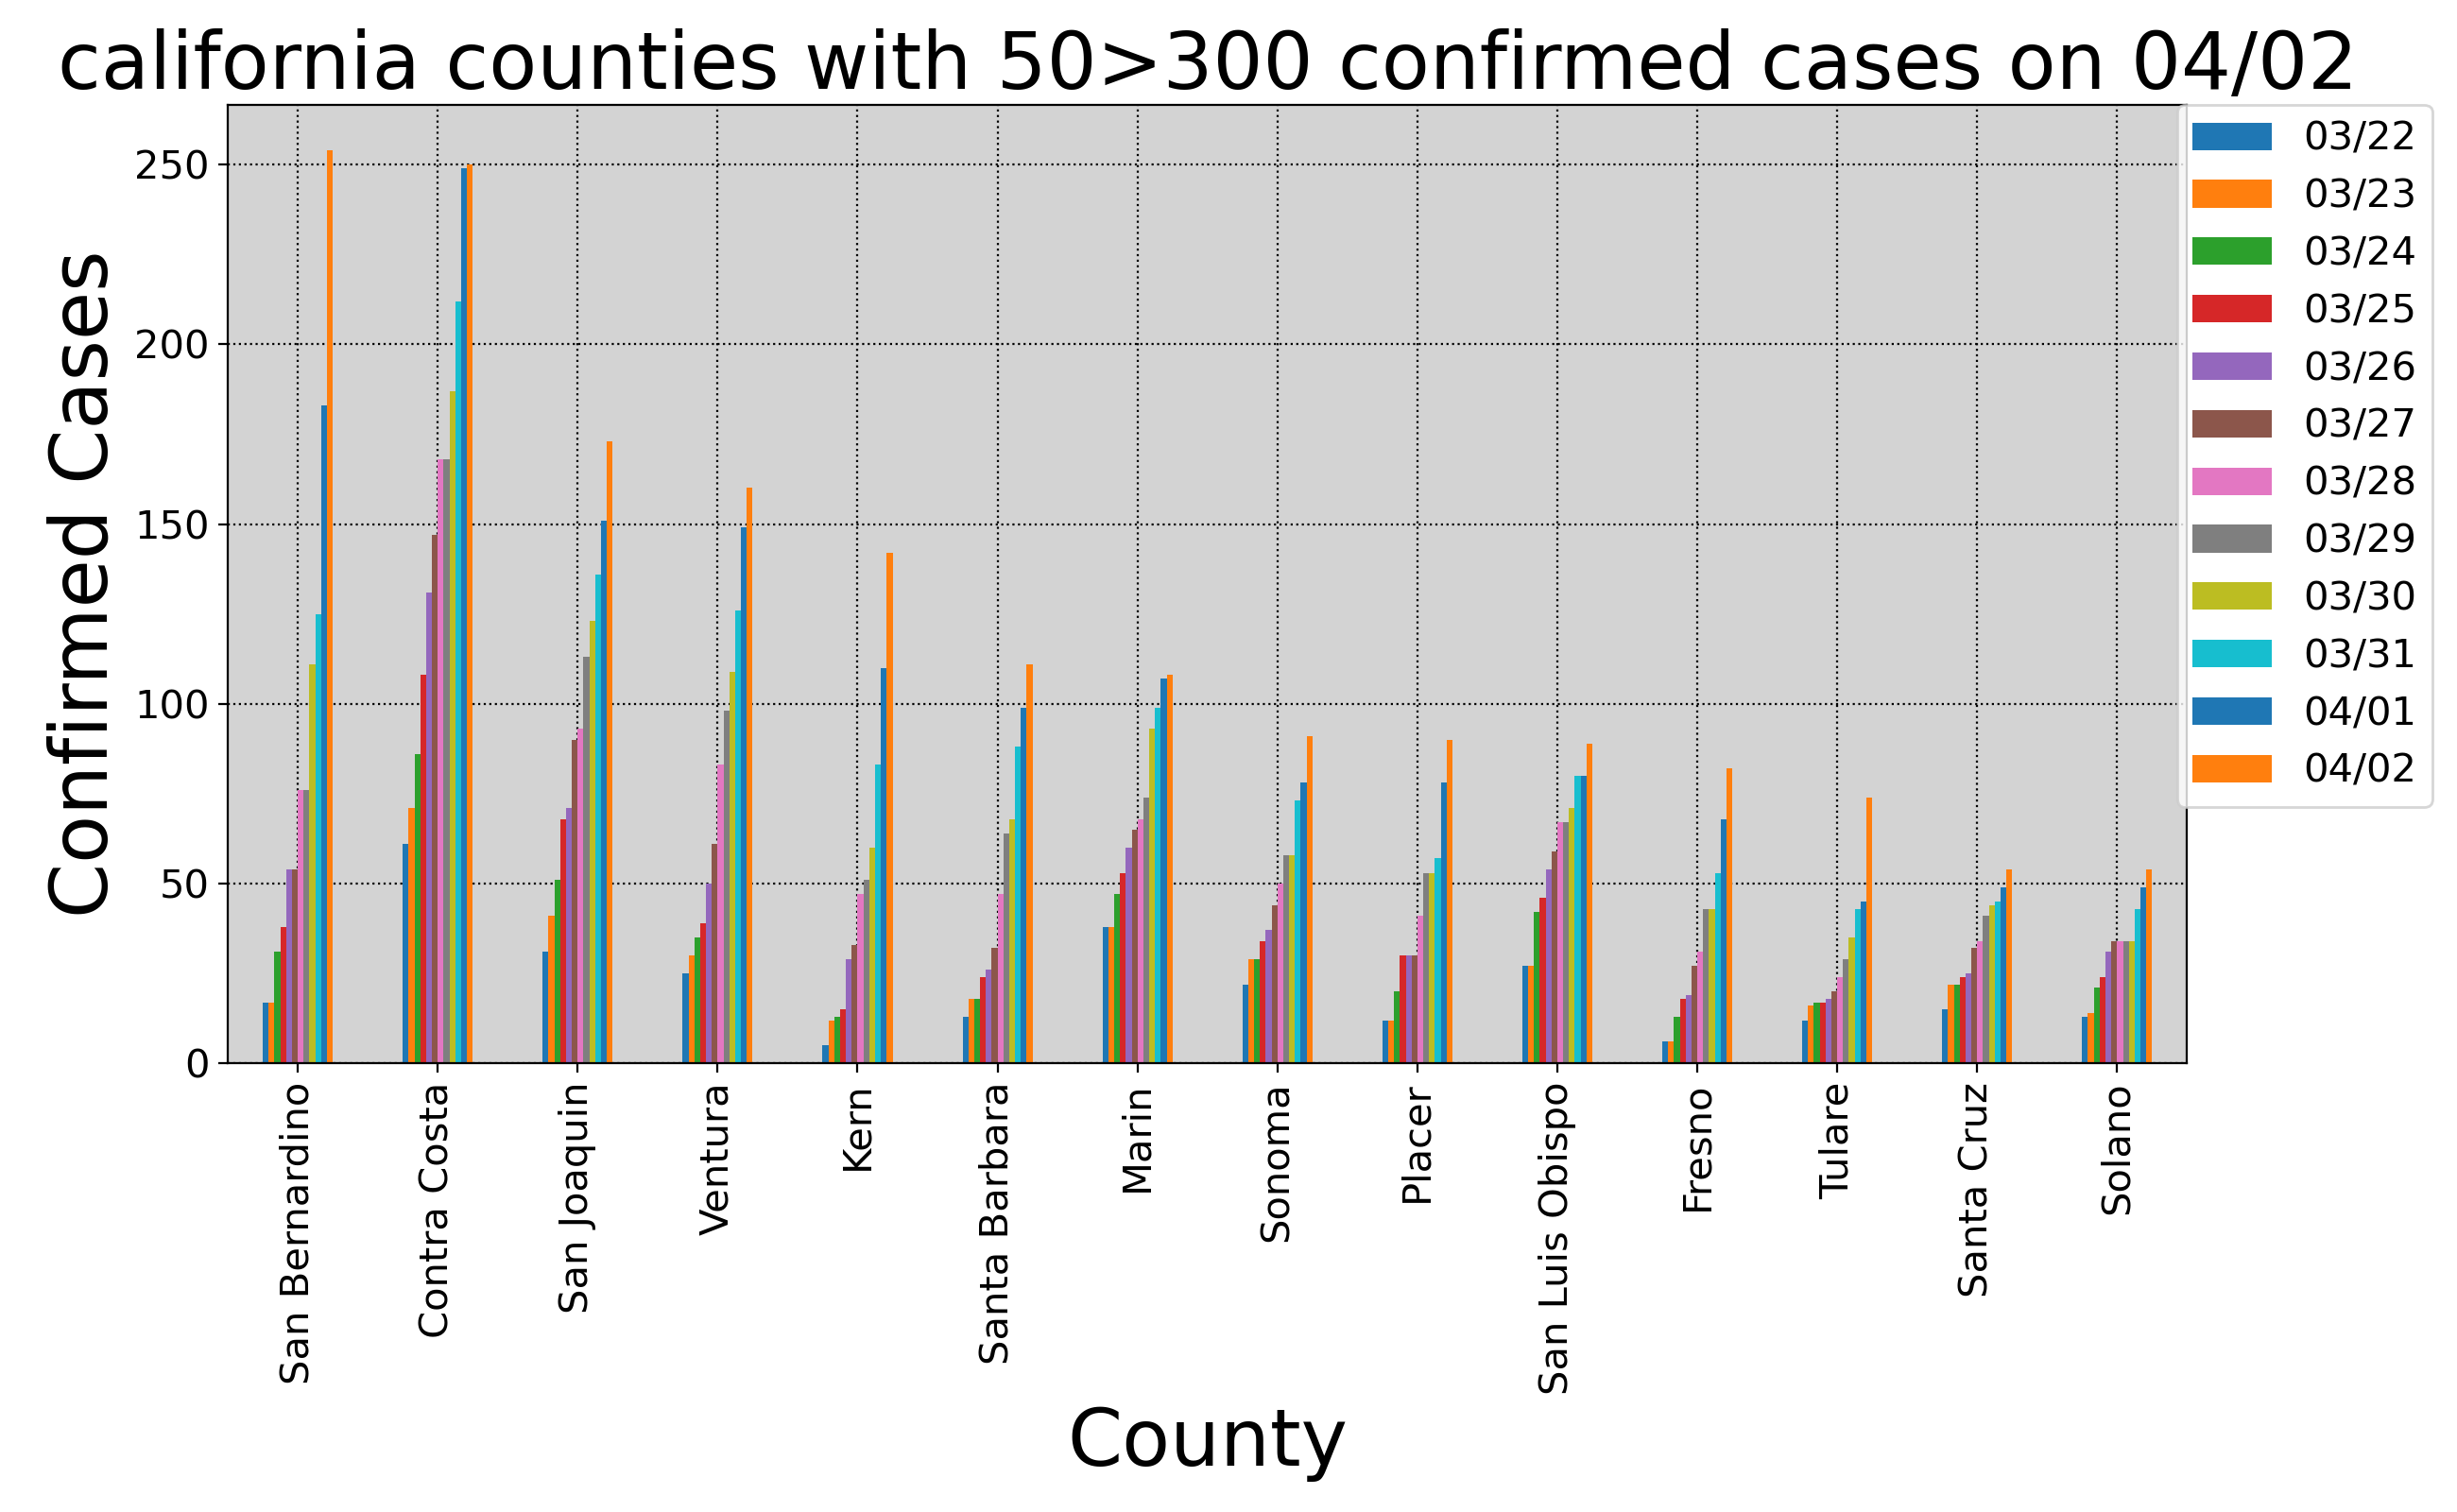 california counties with 50>300 confirmed cases on 04/02
Confirmed Cases
250
200
150
100
50
0
03/22
03/23
03/24
03/25
03/26
03/27
03/28
03/29
03/30
03/31
04/01
04/02
San Bernardino
Contra Costa
San Joaquin
Ventura
Kern
Santa Barbara
Marin
Sonoma
Placer
San Luis Obispo
Fresno
Tulare
Santa Cruz
Solano
County